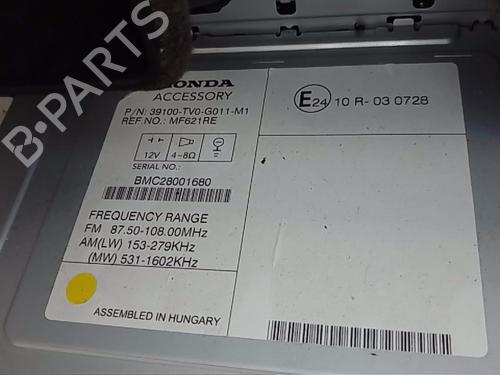 B-PARTS
HONDA
ACCESSORY
P/N: 39100-TV0-G011-M1
REF.NO.: MF621RE
12V
4~8Ω
SERIAL NO.:
BMC28001680
FREQUENCY RANGE
FM 87.50-108.00MHz
AM(LW) 153-279KHz
(MW) 531-1602KHz
ASSEMBLED IN HUNGARY
E24 10 R- 03 0728